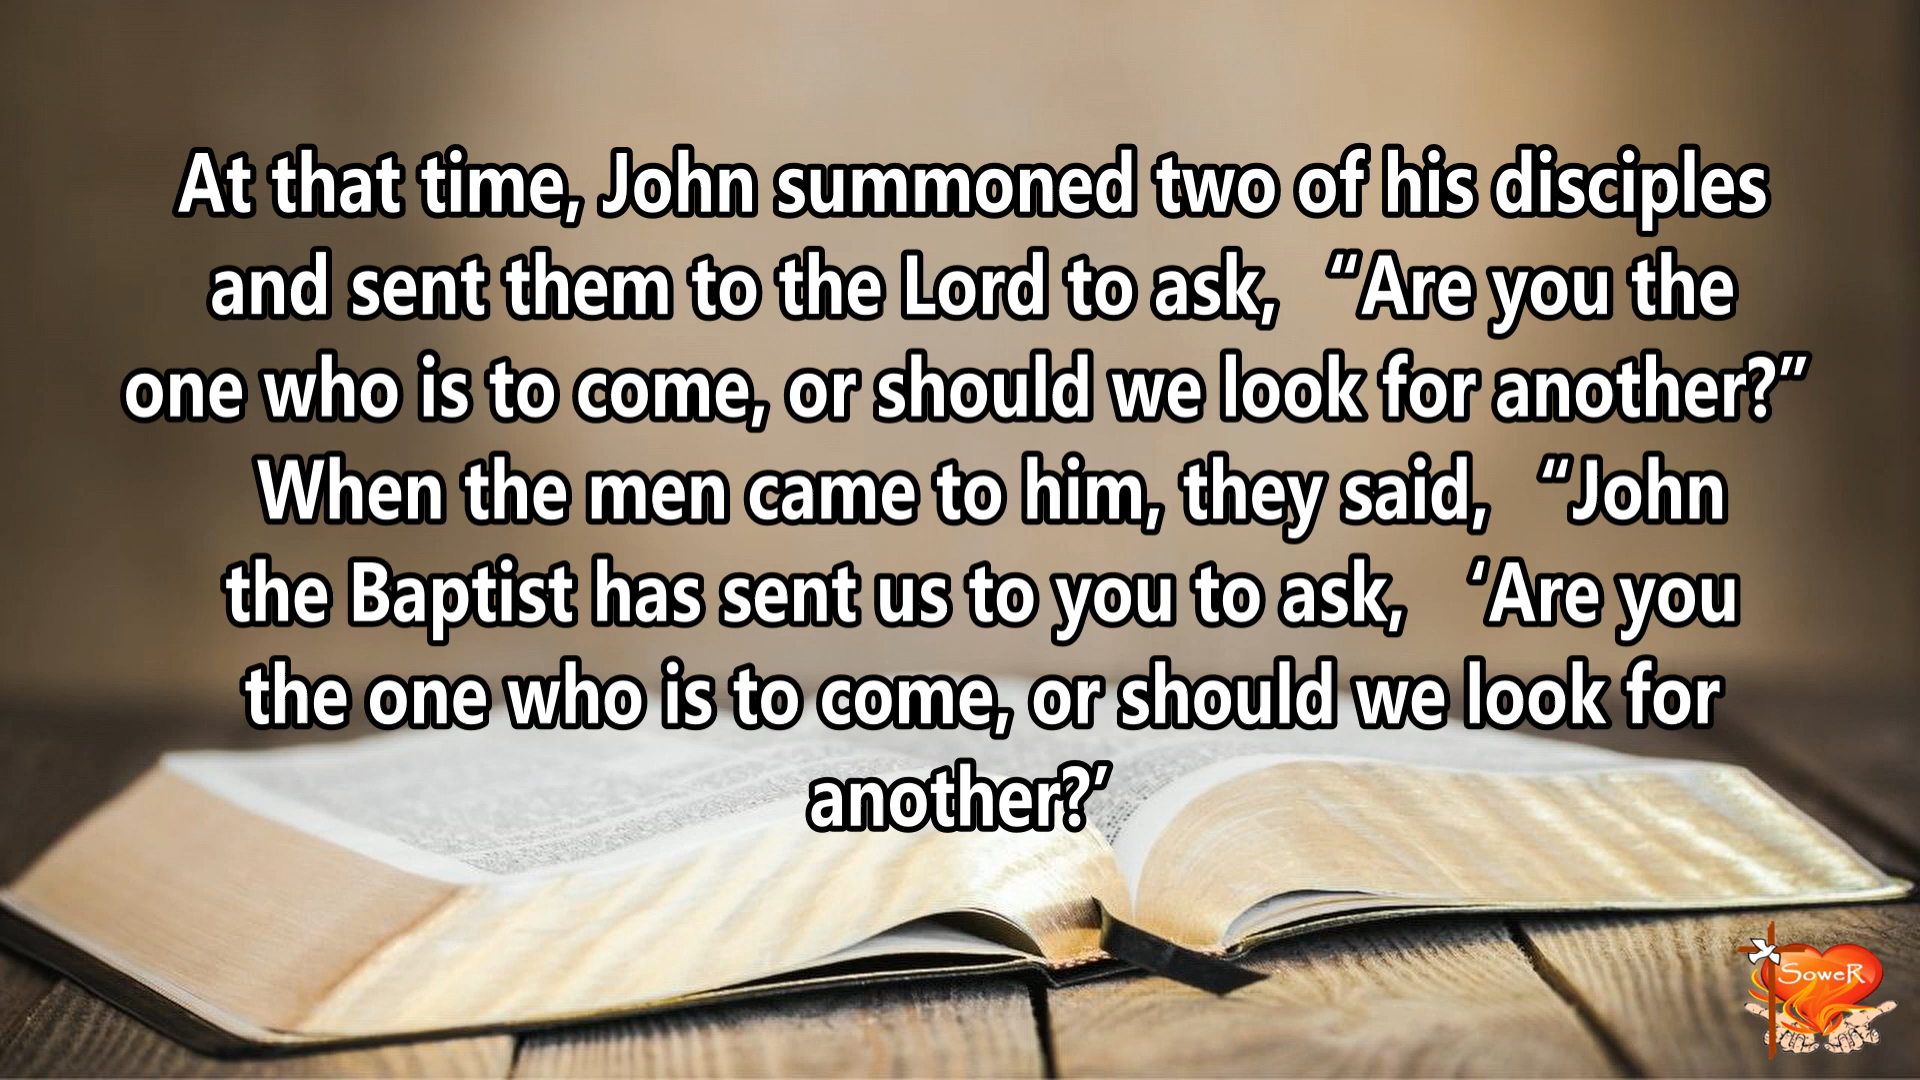 At that time, John summoned two of his disciples
and sent them to the Lord to ask, “Are you the
one who is to come, or should we look for another?”
When the men came to him, they said, “John
the Baptist has sent us to you to ask, ‘Are you
the one who is to come, or should we look for
another?’
SoweR